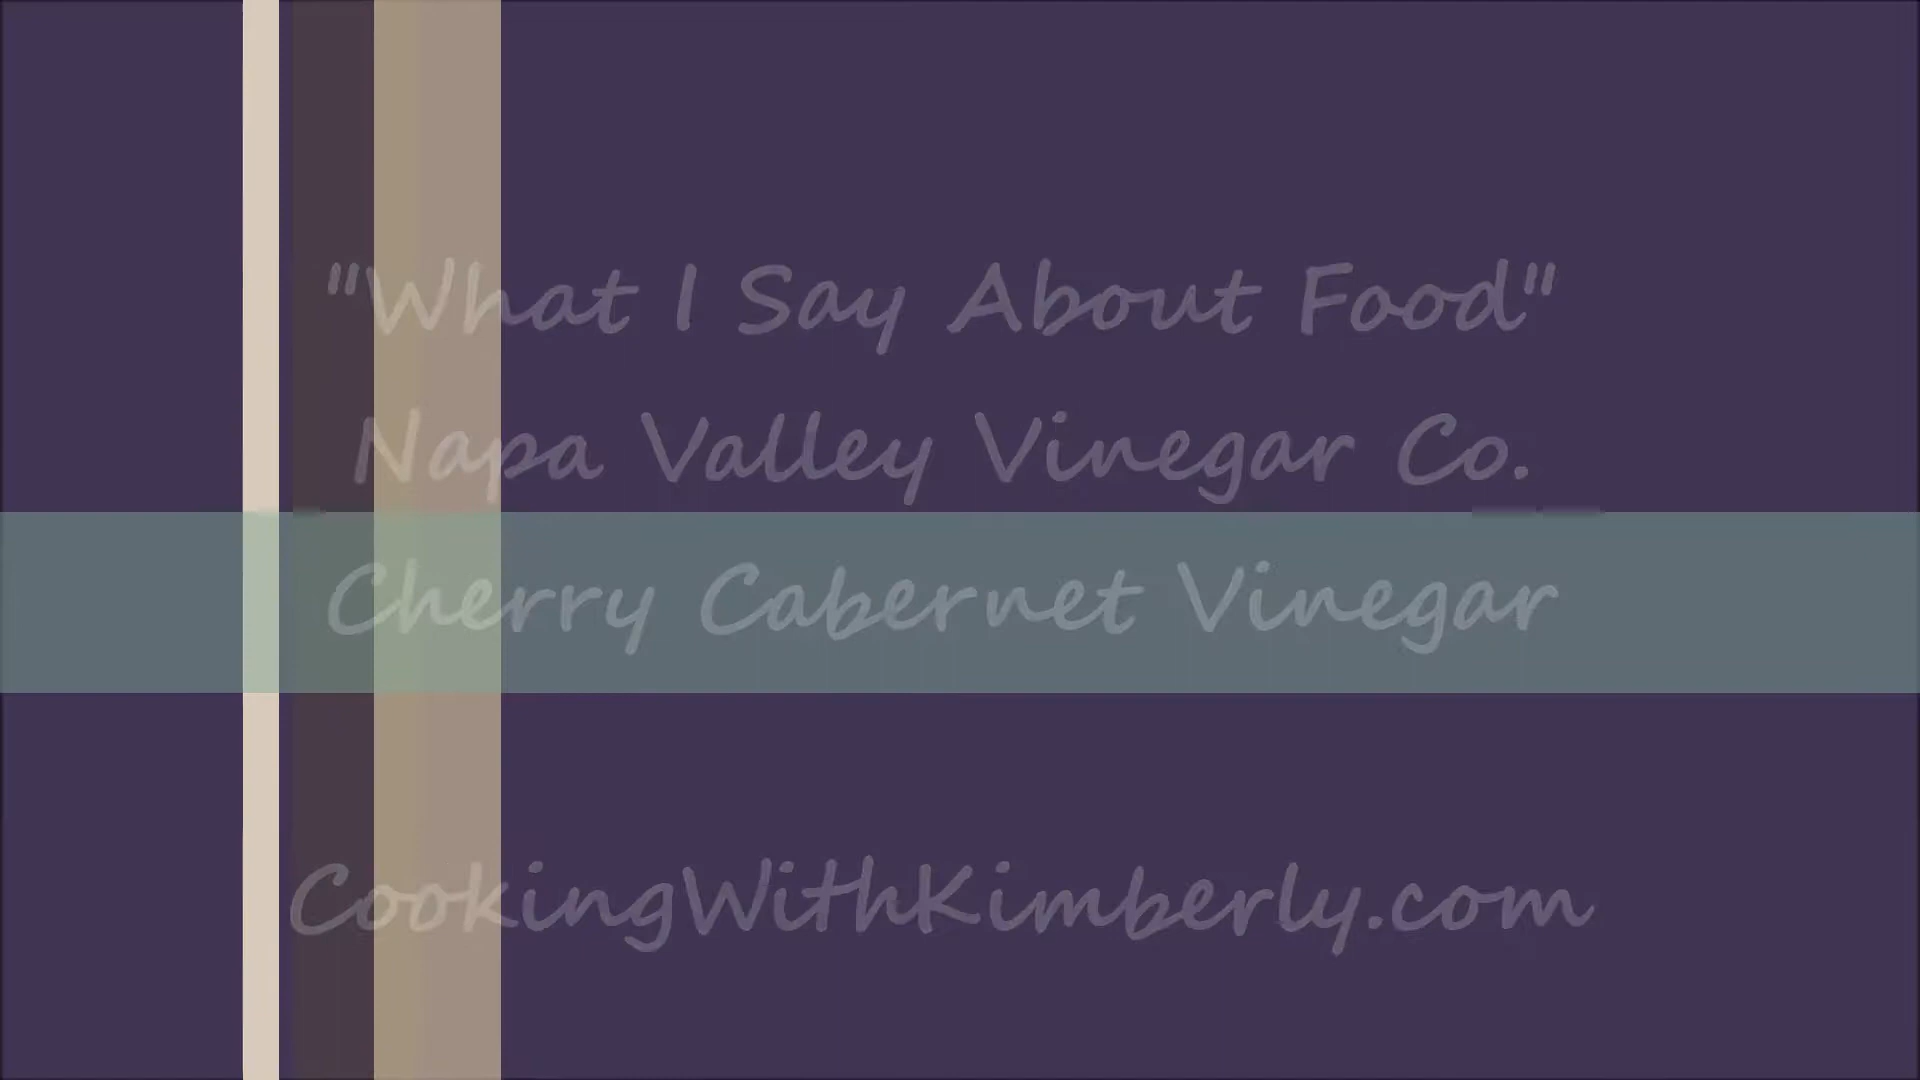 "What I Say About Food"
Napa Valley Vinegar Co.
Cherry Cabernet Vinegar
CookingWithKimberly.com